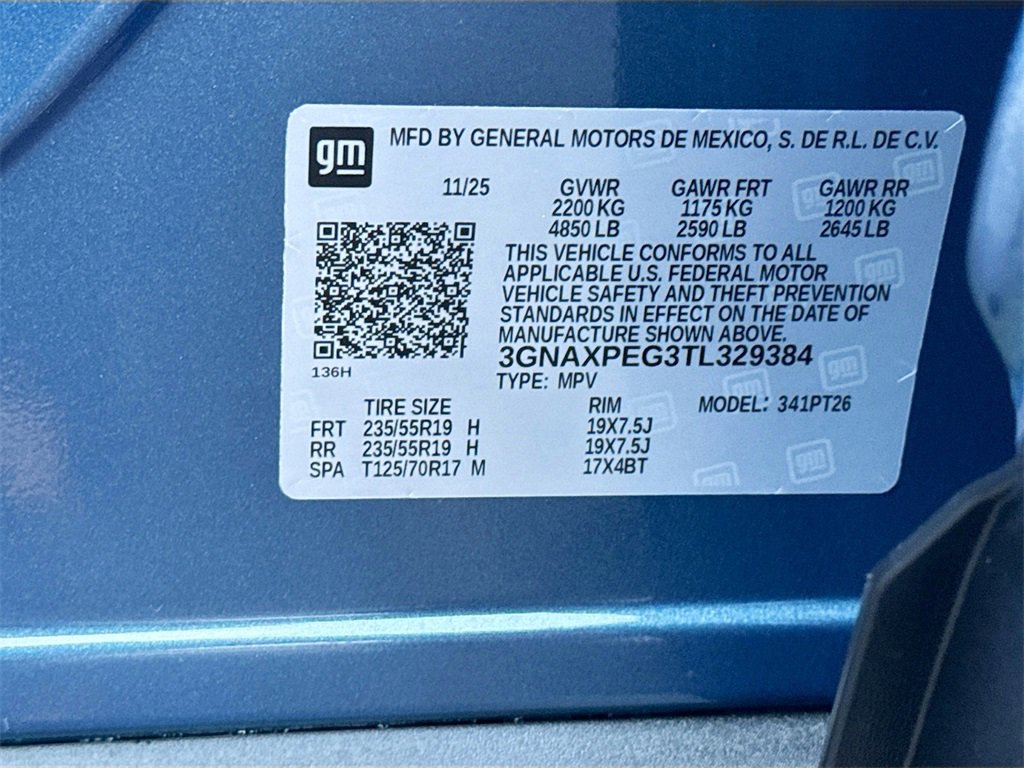 gm
MFD BY GENERAL MOTORS DE MEXICO, S. DE R.L. DE C.V.
11/25 GVWR GAWR FRT GAWR RR
2200 KG 1175 KG 1200 KG
4850 LB 2590 LB 2645 LB
THIS VEHICLE CONFORMS TO ALL
APPLICABLE U.S. FEDERAL MOTOR
VEHICLE SAFETY AND THEFT PREVENTION
STANDARDS IN EFFECT ON THE DATE OF
MANUFACTURE SHOWN ABOVE.
3GNAXPEG3TL329384
136H
TYPE: MPV
TIRE SIZE RIM MODEL: 341PT26
FRT 235/55R19 H 19X7.5J
RR 235/55R19 H 19X7.5J
SPA T125/70R17 M 17X4BT